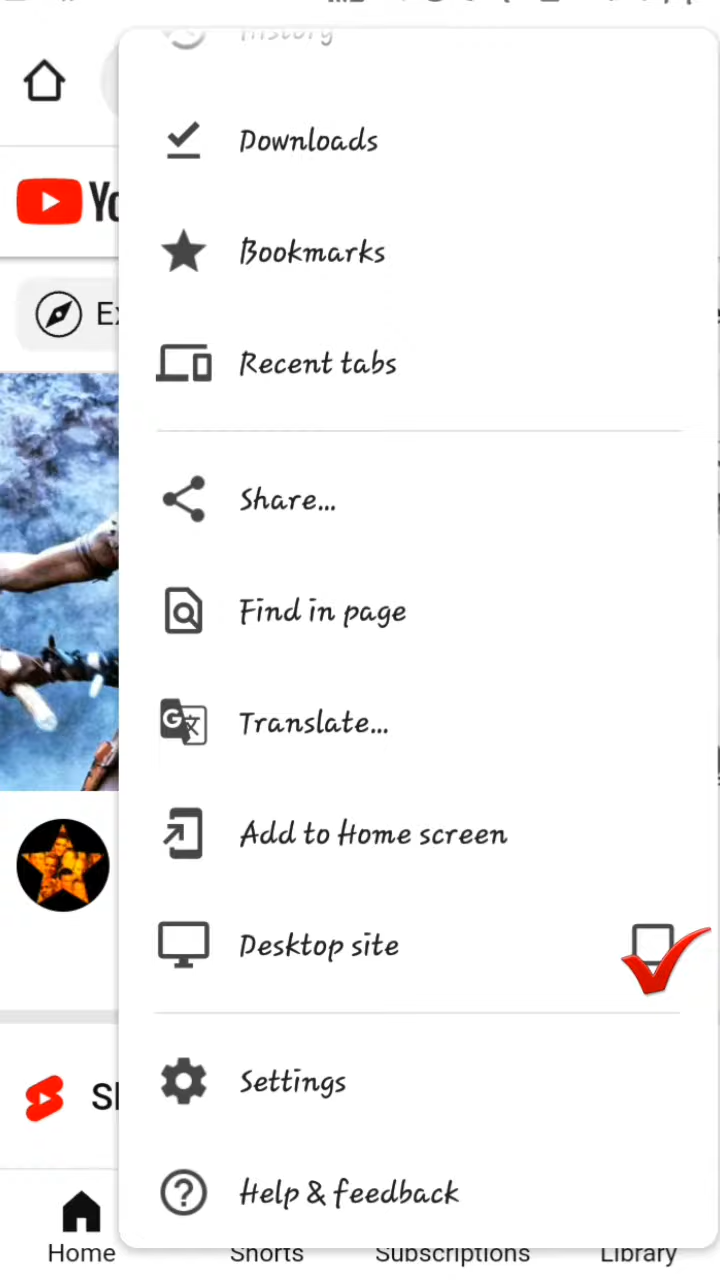 History
Downloads
Bookmarks
Recent tabs
Share...
Find in page
Translate...
Add to Home screen
Desktop site
Settings
Help & feedback
Home
Shorts
Subscriptions
Library